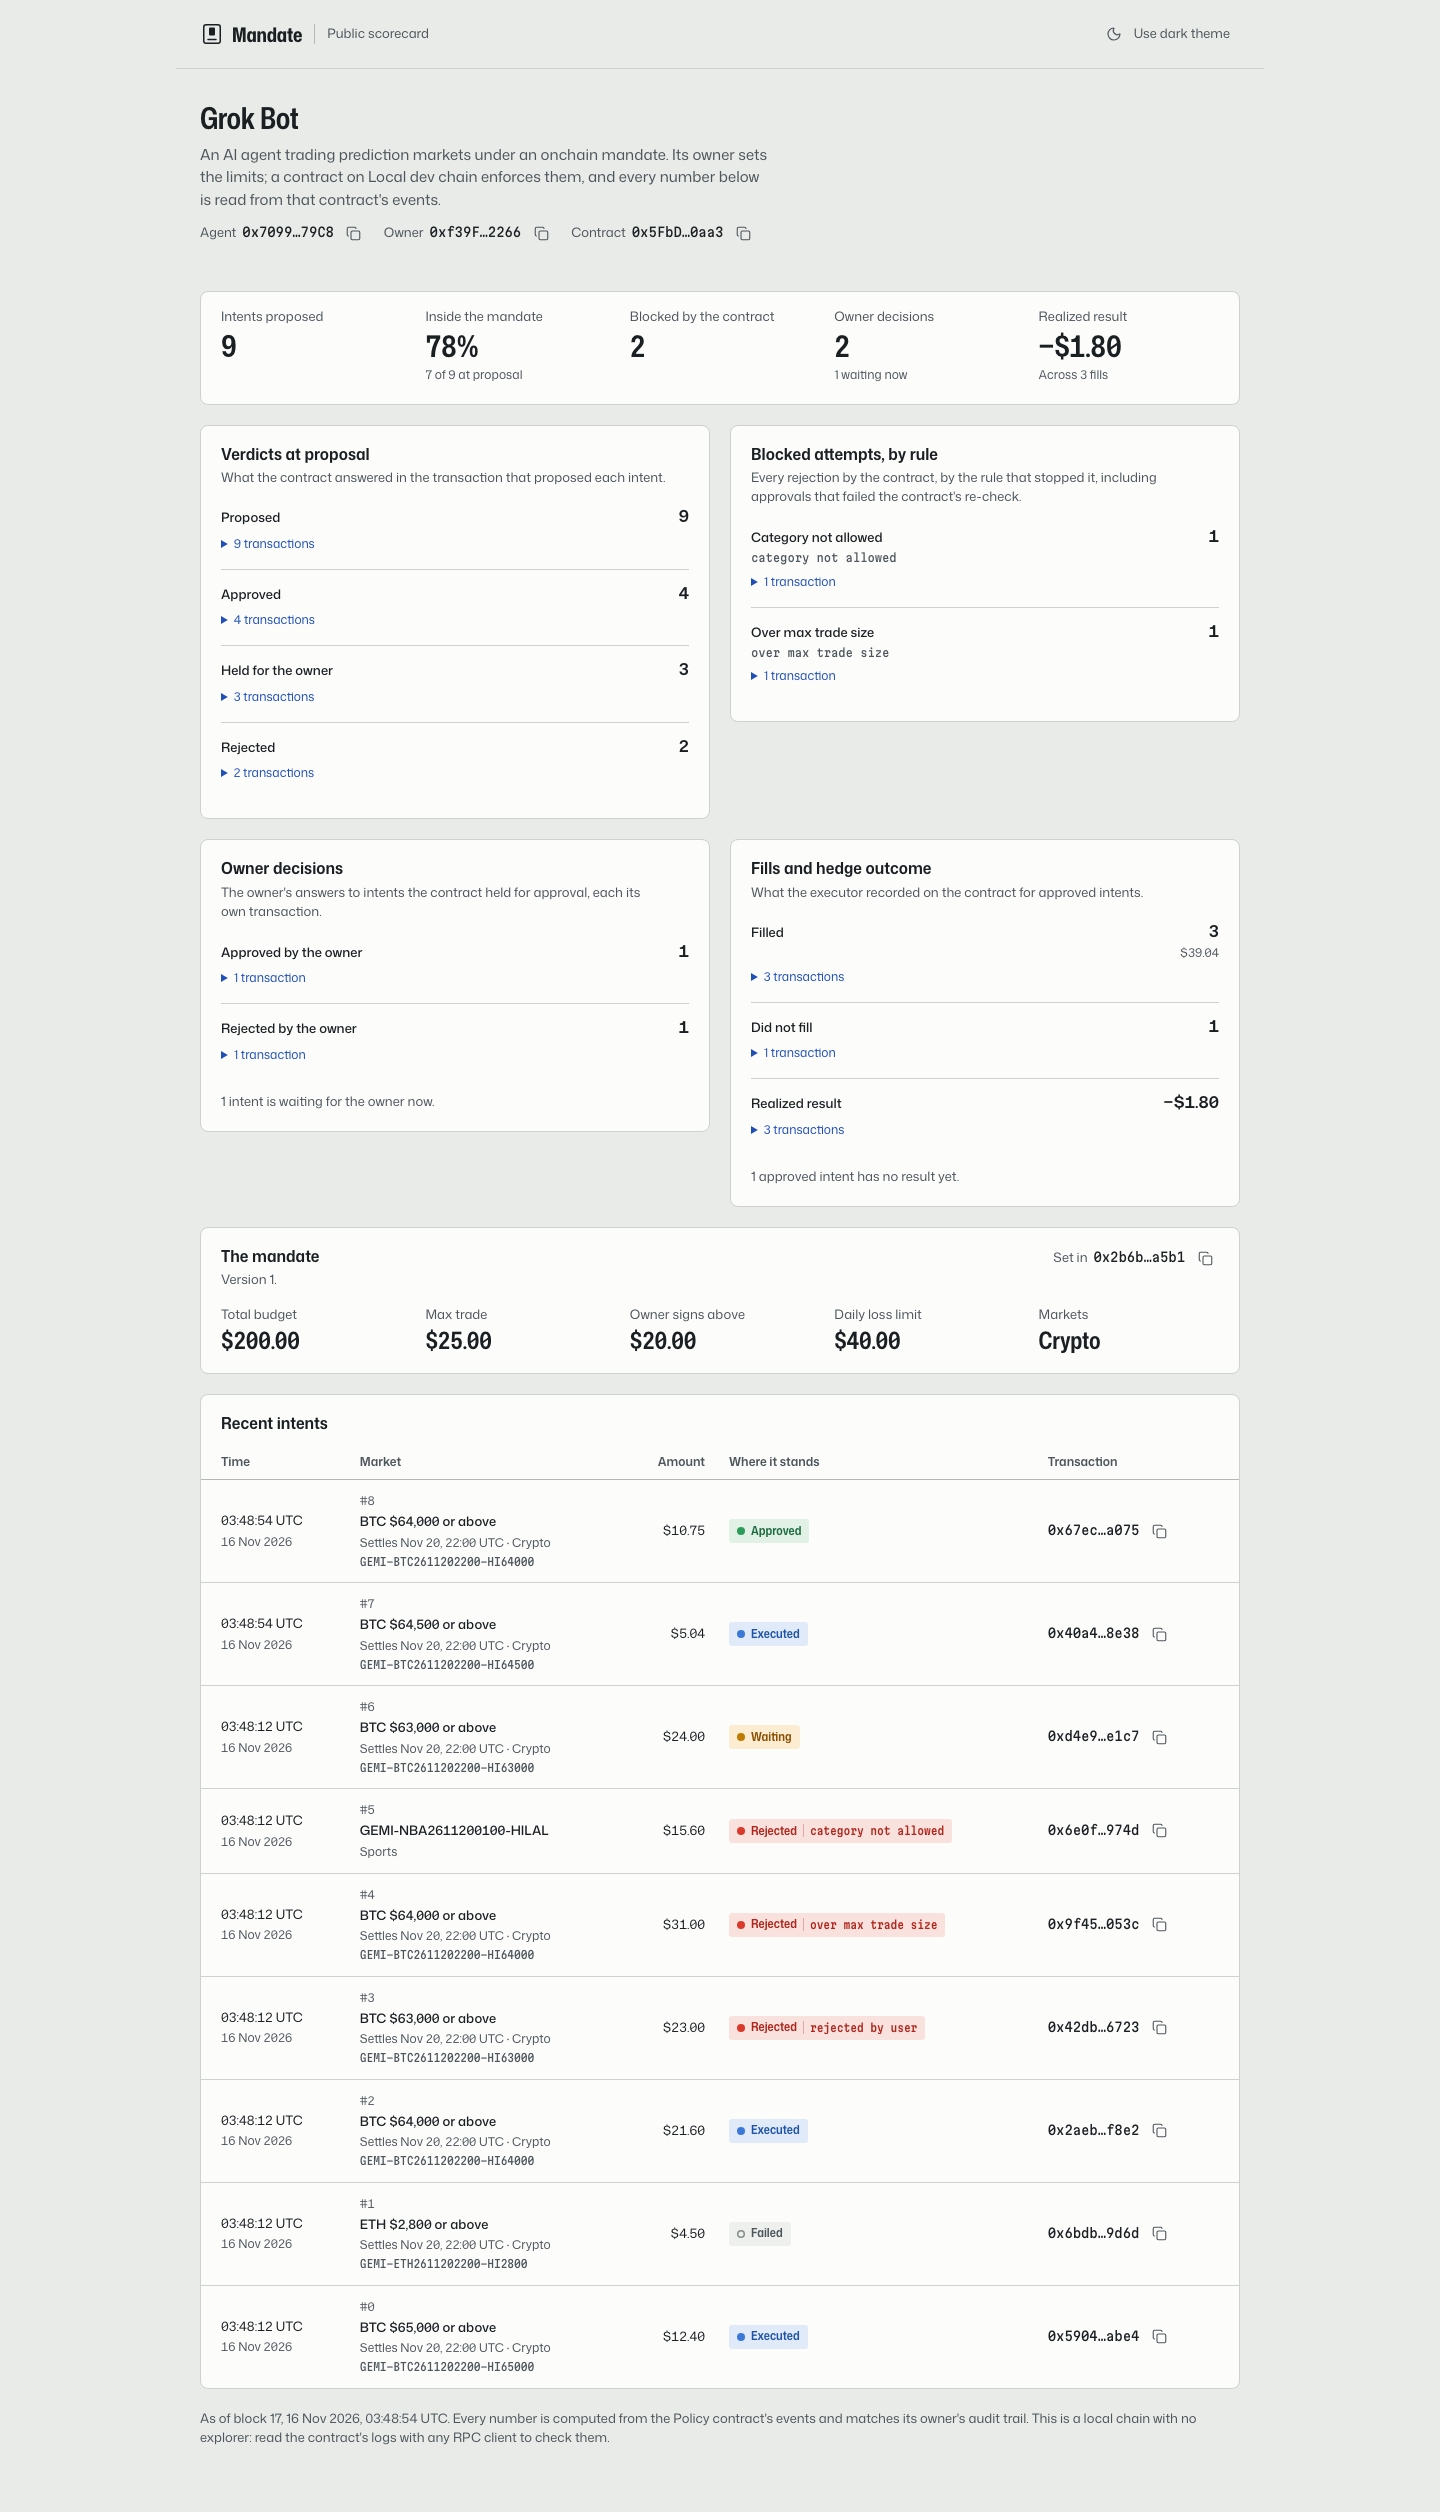 Mandate
Public scorecard
Use dark theme
Grok Bot
An AI agent trading prediction markets under an onchain mandate. Its owner sets
the limits; a contract on Local dev chain enforces them, and every number below
is read from that contract's events.
Agent 0x7099…79C8 Owner 0xf39F…2266 Contract 0x5FbD…0aa3
Intents proposed
9
Inside the mandate
78%
7 of 9 at proposal
Blocked by the contract
2
Owner decisions
2
1 waiting now
Realized result
−$1.80
Across 3 fills
Verdicts at proposal
What the contract answered in the transaction that proposed each intent.
Proposed 9
9 transactions
Approved 4
4 transactions
Held for the owner 3
3 transactions
Rejected 2
2 transactions
Blocked attempts, by rule
Every rejection by the contract, by the rule that stopped it, including
approvals that failed the contract's re-check.
Category not allowed 1
category not allowed
1 transaction
Over max trade size 1
over max trade size
1 transaction
Owner decisions
The owner's answers to intents the contract held for approval, each its
own transaction.
Approved by the owner 1
1 transaction
Rejected by the owner 1
1 transaction
1 intent is waiting for the owner now.
Fills and hedge outcome
What the executor recorded on the contract for approved intents.
Filled 3
$39.04
3 transactions
Did not fill 1
1 transaction
Realized result −$1.80
3 transactions
1 approved intent has no result yet.
The mandate
Set in 0x2b6b…a5b1
Version 1.
Total budget
$200.00
Max trade
$25.00
Owner signs above
$20.00
Daily loss limit
$40.00
Markets
Crypto
Recent intents
Time Market Amount Where it stands Transaction
#8
03:48:54 UTC
16 Nov 2026
BTC $64,000 or above
Settles Nov 20, 22:00 UTC · Crypto
GEMI-BTC2611202200-HI64000
$10.75
Approved
0x67ec…a075
#7
03:48:54 UTC
16 Nov 2026
BTC $64,500 or above
Settles Nov 20, 22:00 UTC · Crypto
GEMI-BTC2611202200-HI64500
$5.04
Executed
0x40a4…8e38
#6
03:48:12 UTC
16 Nov 2026
BTC $63,000 or above
Settles Nov 20, 22:00 UTC · Crypto
GEMI-BTC2611202200-HI63000
$24.00
Waiting
0xd4e9…e1c7
#5
03:48:12 UTC
16 Nov 2026
GEMI-NBA2611200100-HILAL
Sports
$15.60
Rejected category not allowed
0x6e0f…974d
#4
03:48:12 UTC
16 Nov 2026
BTC $64,000 or above
Settles Nov 20, 22:00 UTC · Crypto
GEMI-BTC2611202200-HI64000
$31.00
Rejected over max trade size
0x9f45…053c
#3
03:48:12 UTC
16 Nov 2026
BTC $63,000 or above
Settles Nov 20, 22:00 UTC · Crypto
GEMI-BTC2611202200-HI63000
$23.00
Rejected rejected by user
0x42db…6723
#2
03:48:12 UTC
16 Nov 2026
BTC $64,000 or above
Settles Nov 20, 22:00 UTC · Crypto
GEMI-BTC2611202200-HI64000
$21.60
Executed
0x2aeb…f8e2
#1
03:48:12 UTC
16 Nov 2026
ETH $2,800 or above
Settles Nov 20, 22:00 UTC · Crypto
GEMI-ETH2611202200-HI2800
$4.50
Failed
0x6bdb…9d6d
#0
03:48:12 UTC
16 Nov 2026
BTC $65,000 or above
Settles Nov 20, 22:00 UTC · Crypto
GEMI-BTC2611202200-HI65000
$12.40
Executed
0x5904…abe4
As of block 17, 16 Nov 2026, 03:48:54 UTC. Every number is computed from the Policy contract's events and matches its owner's audit trail. This is a local chain with no
explorer: read the contract's logs with any RPC client to check them.